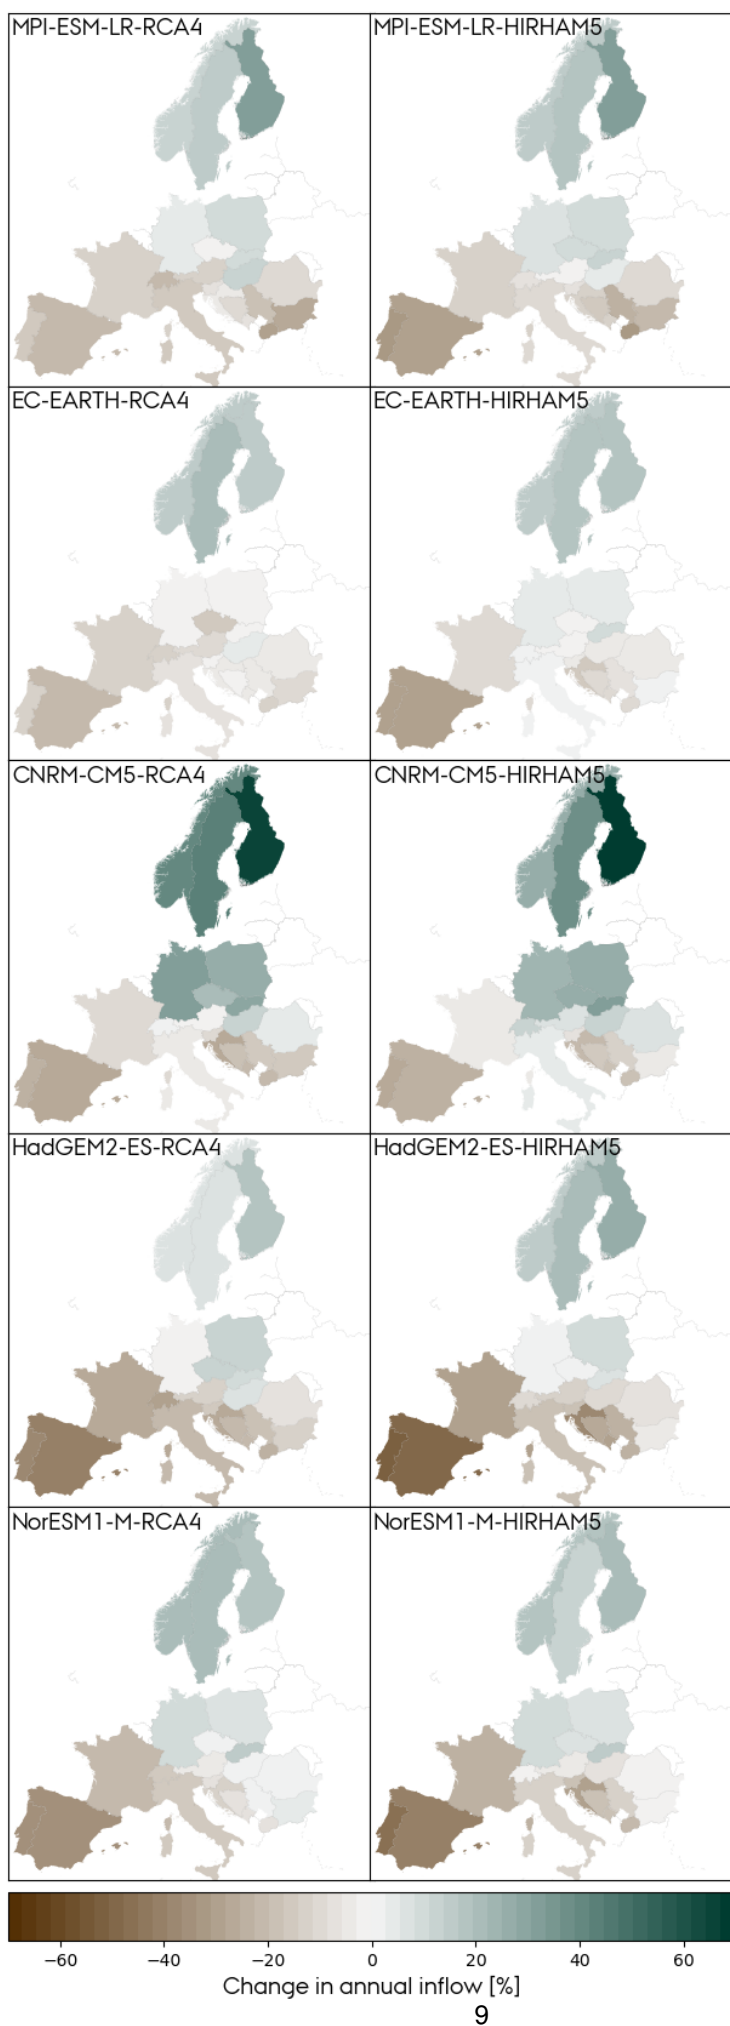 MPI-ESM-LR-RCA4
MPI-ESM-LR-HIRHAM5
EC-EARTH-RCA4
EC-EARTH-HIRHAM5
CNRM-CM5-RCA4
CNRM-CM5-HIRHAM5
HadGEM2-ES-RCA4
HadGEM2-ES-HIRHAM5
NorESM1-M-RCA4
NorESM1-M-HIRHAM5
−60 −40 −20 0 20 40 60
Change in annual inflow [%]
9